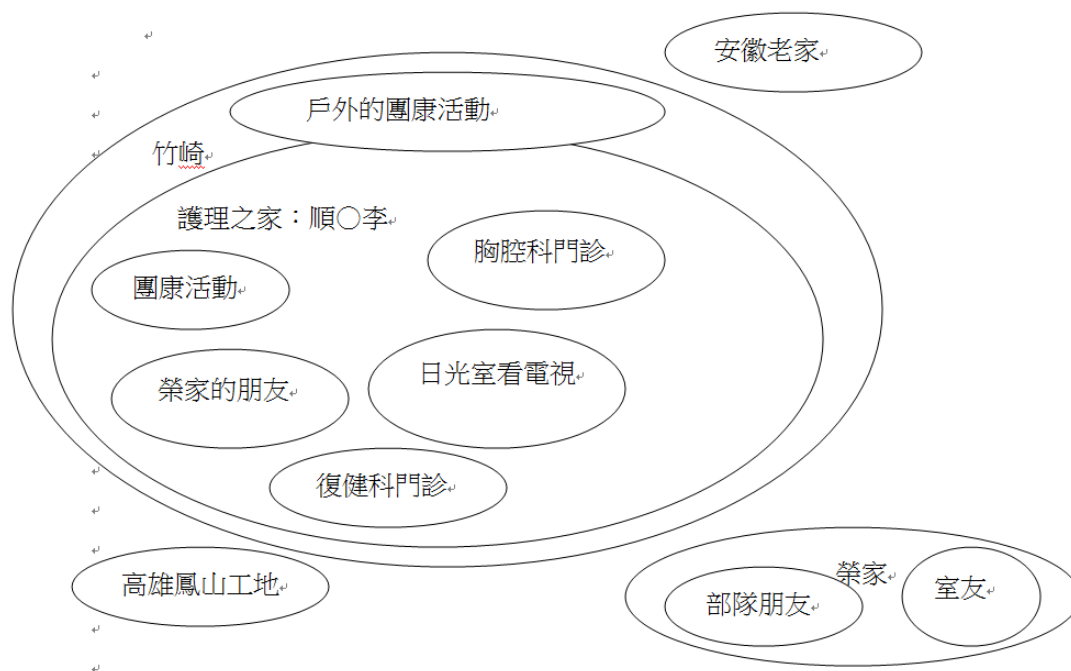 安徽老家
戶外的團康活動
竹崎
護理之家：順○李
胸腔科門診
團康活動
日光室看電視
榮家的朋友
復健科門診
高雄鳳山工地
榮家
室友
部隊朋友